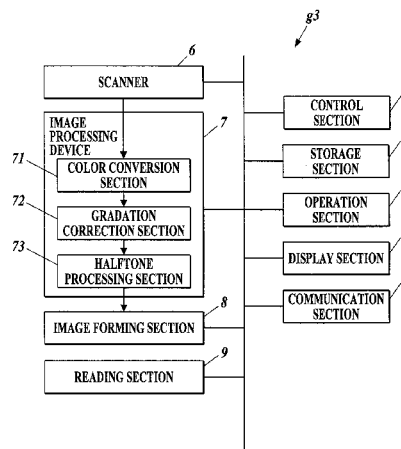 g3
6
SCANNER
7
IMAGE
PROCESSING
DEVICE
71
COLOR CONVERSION
SECTION
72
GRADATION
CORRECTION SECTION
73
HALFTONE
PROCESSING SECTION
8
IMAGE FORMING SECTION
9
READING SECTION
CONTROL
SECTION
STORAGE
SECTION
OPERATION
SECTION
DISPLAY SECTION
COMMUNICATION
SECTION